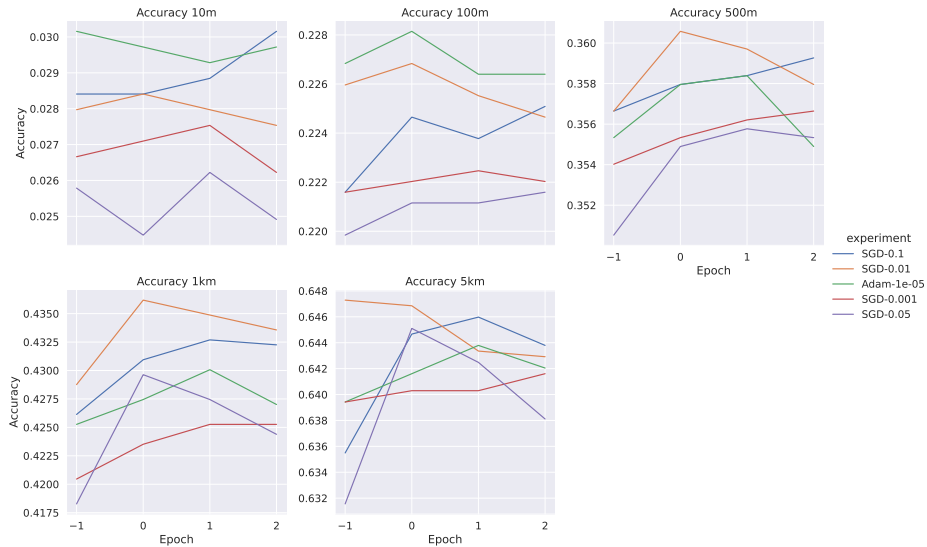 Accuracy 10m
0.030
0.029
0.028
0.027
0.026
0.025
Accuracy
Accuracy 100m
0.228
0.226
0.224
0.222
0.220
Accuracy 500m
0.360
0.358
0.356
0.354
0.352
−1 0 1 2
Epoch
experiment
SGD-0.1
SGD-0.01
Adam-1e-05
SGD-0.001
SGD-0.05
Accuracy 1km
0.4350
0.4325
0.4300
0.4275
0.4250
0.4225
0.4200
0.4175
Accuracy
−1 0 1 2
Epoch
Accuracy 5km
0.648
0.646
0.644
0.642
0.640
0.638
0.636
0.634
0.632
−1 0 1 2
Epoch